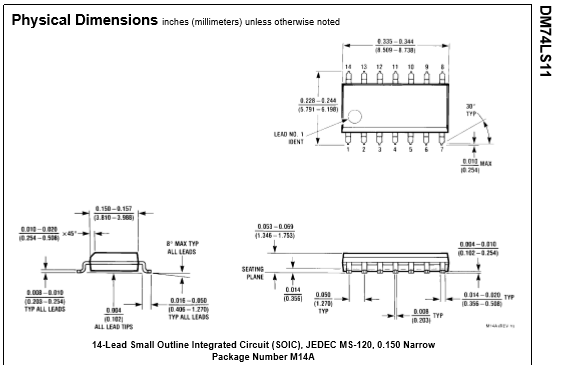 Physical Dimensions inches (millimeters) unless otherwise noted
DM74LS11
0.335 – 0.344
(8.509 – 8.738)
14 13 12 11 10 9 8
0.228 – 0.244
(5.791 – 6.198)
30°
TYP
LEAD NO. 1
IDENT
1 2 3 4 5 6 7
0.010 MAX
(0.254)
0.150 – 0.157
(3.810 – 3.988)
0.010 – 0.020
(0.254 – 0.508)
x 45°
8° MAX TYP
ALL LEADS
0.008 – 0.010
(0.203 – 0.254)
TYP ALL LEADS
0.004
(0.102)
ALL LEAD TIPS
0.016 – 0.050
(0.406 – 1.270)
TYP ALL LEADS
0.053 – 0.069
(1.346 – 1.753)
0.004 – 0.010
(0.102 – 0.254)
SEATING
PLANE
0.014
(0.356)
0.050
(1.270)
TYP
0.014 – 0.020 TYP
(0.356 – 0.508)
0.008 TYP
(0.203)
14-Lead Small Outline Integrated Circuit (SOIC), JEDEC MS-120, 0.150 Narrow
Package Number M14A